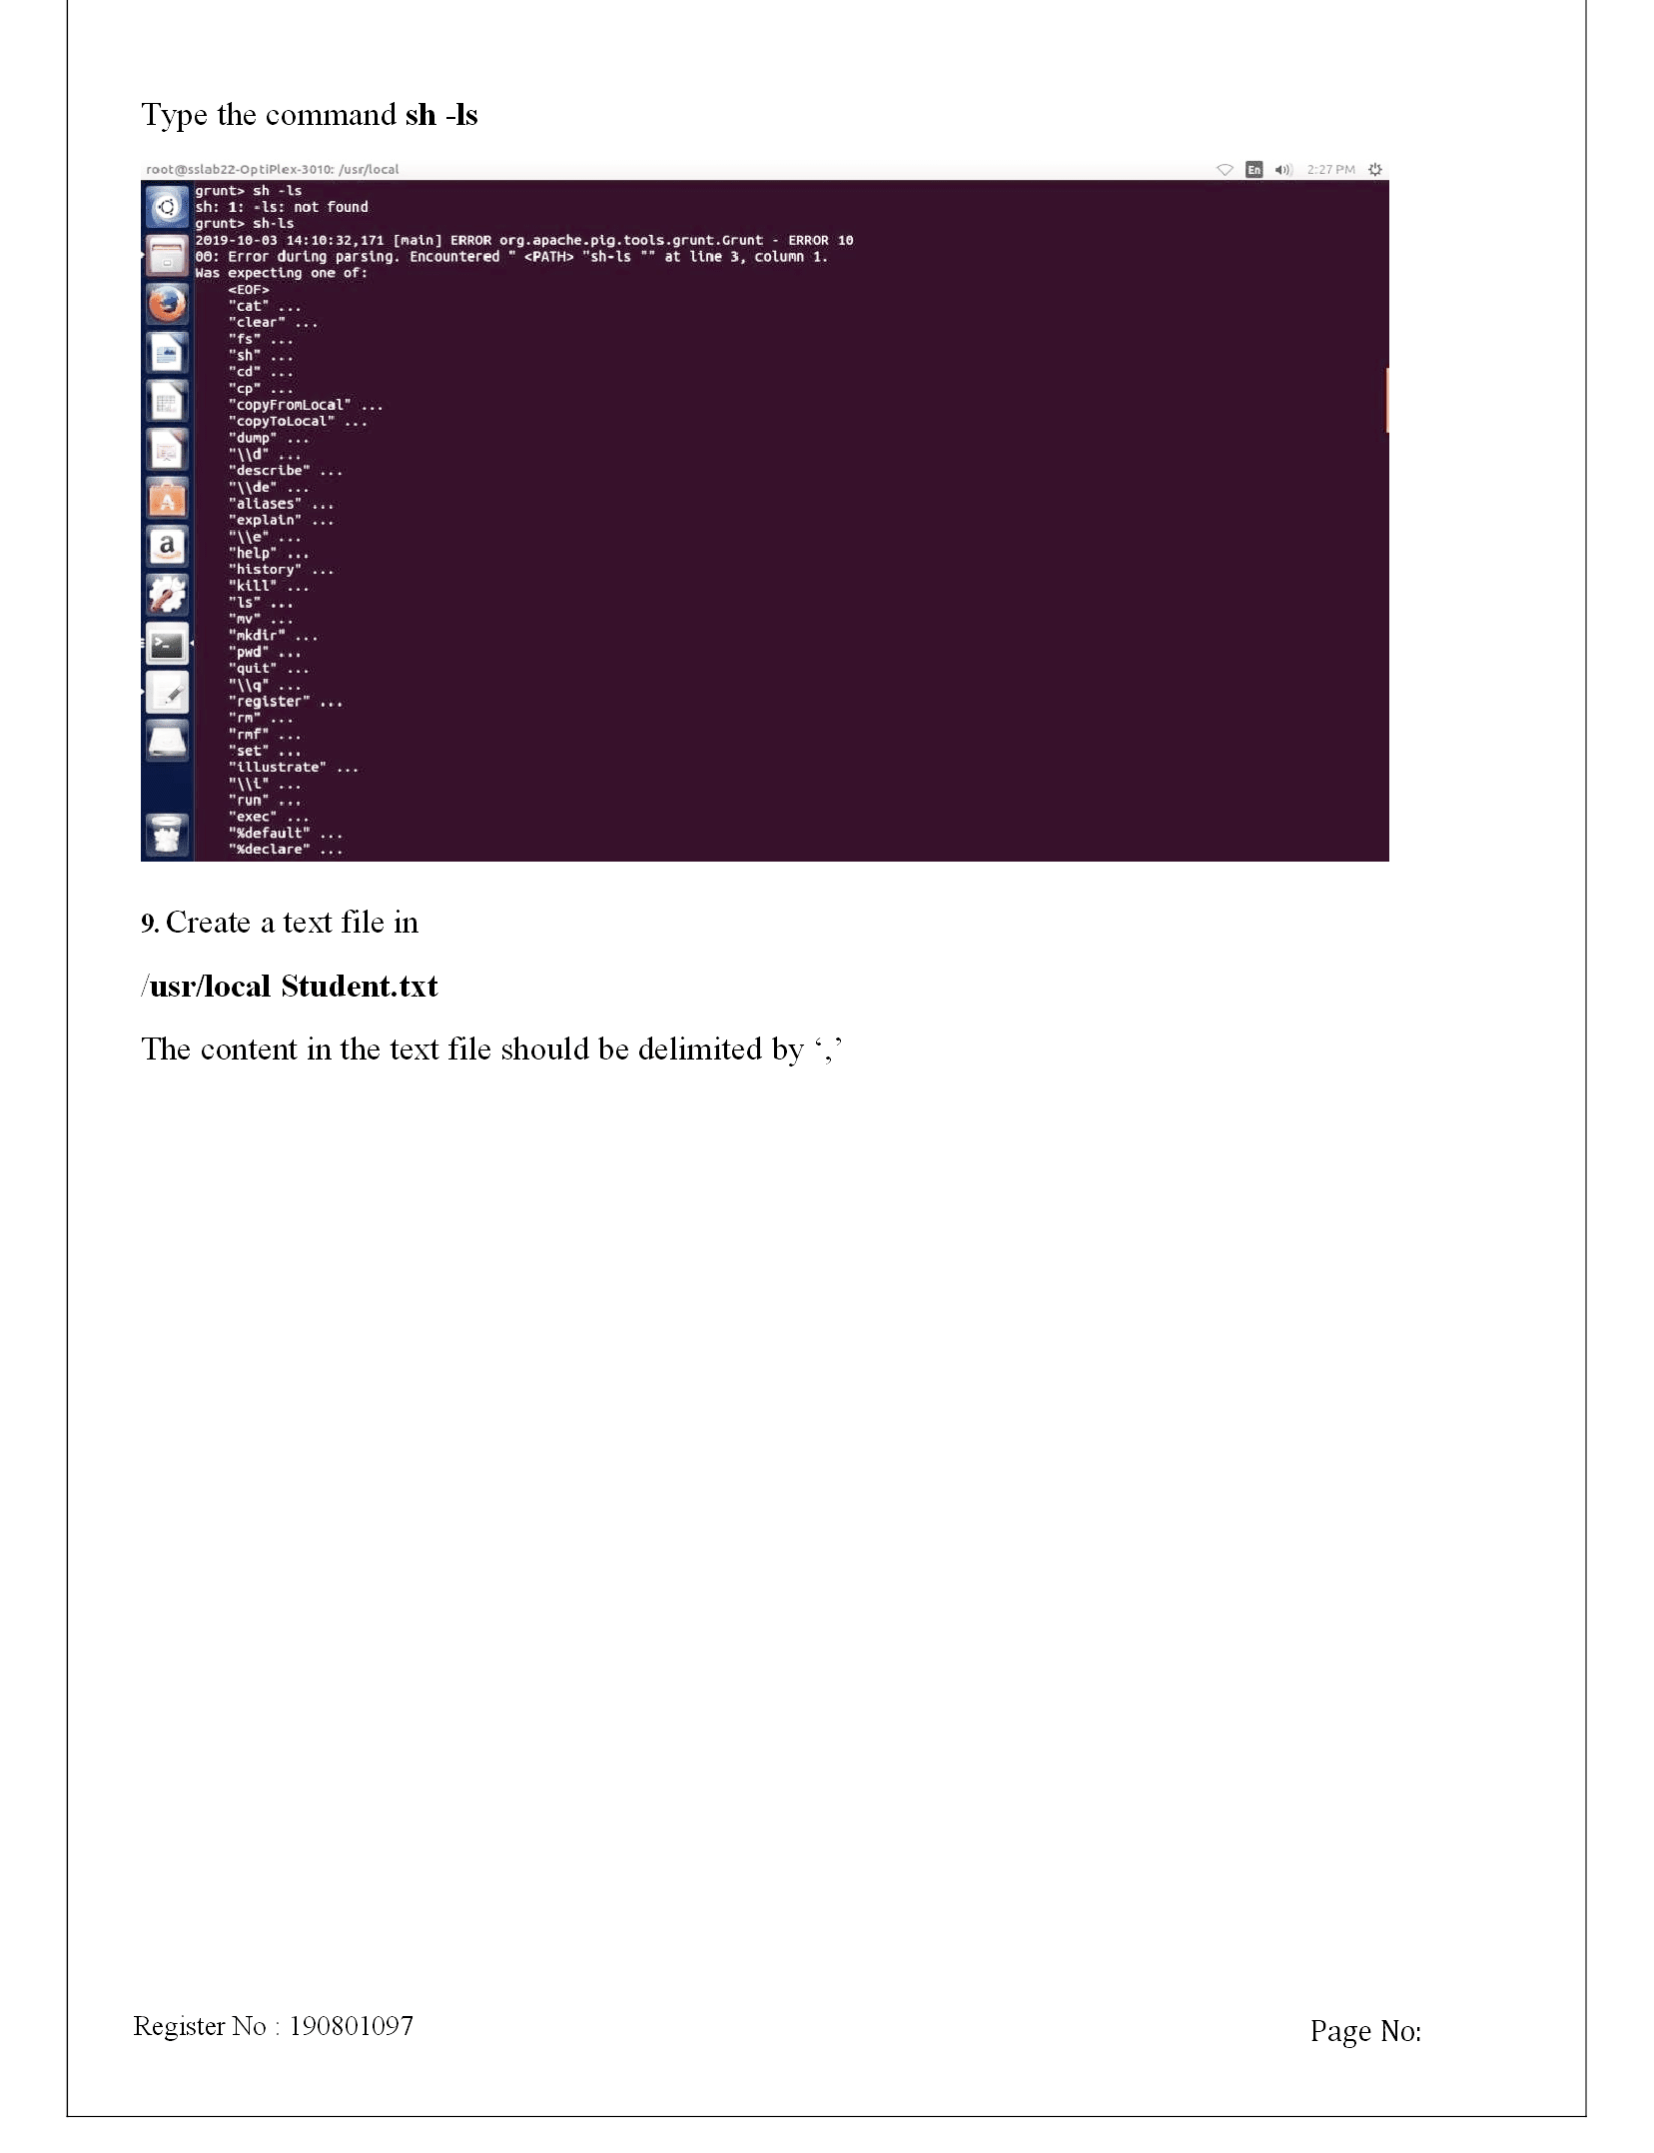 Type the command sh -ls
root@sslab22-OptiPlex-3010: /usr/local
En
2:27 PM
grunt> sh -ls
sh: 1: -ls: not found
grunt> sh-ls
2019-10-03 14:10:32,171 [main] ERROR org.apache.pig.tools.grunt.Grunt - ERROR 10
00: Error during parsing. Encountered " <PATH> "sh-ls "" at line 3, column 1.
Was expecting one of:
<EOF>
"cat" ...
"clear" ...
"fs" ...
"sh" ...
"cd" ...
"cp" ...
"copyFromLocal" ...
"copyToLocal" ...
"dump" ...
"\\d" ...
"describe" ...
"\\de" ...
"aliases" ...
"explain" ...
"\\e" ...
"help" ...
"history" ...
"kill" ...
"ls" ...
"mv" ...
"mkdir" ...
"pwd" ...
"quit" ...
"\\q" ...
"register" ...
"rm" ...
"rmf" ...
"set" ...
"illustrate" ...
"\\i" ...
"run" ...
"exec" ...
"%default" ...
"%declare" ...
9. Create a text file in
/usr/local Student.txt
The content in the text file should be delimited by ‘,’
Register No : 190801097
Page No: